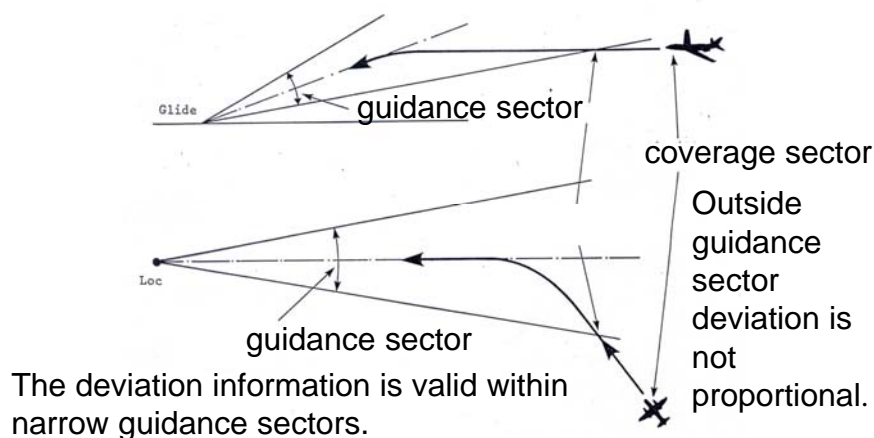 Glide
guidance sector
coverage sector
Outside
guidance
sector
deviation is
not
proportional.
Loc
guidance sector
The deviation information is valid within
narrow guidance sectors.